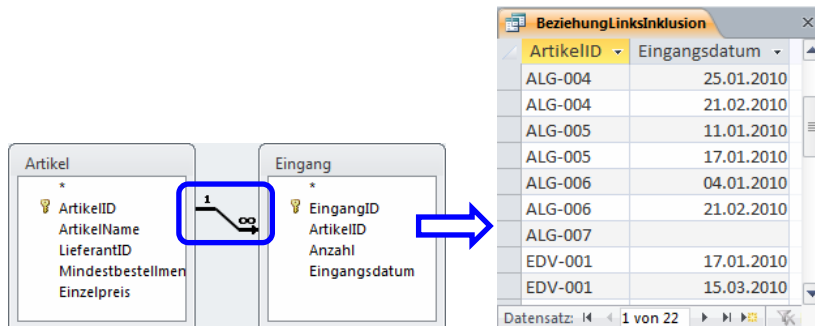 Artikel
*
ArtikelID
ArtikelName
LieferantID
Mindestbestellmen
Einzelpreis
1
∞
Eingang
*
EingangID
ArtikelID
Anzahl
Eingangsdatum
BeziehungLinksInklusion
ArtikelID Eingangsdatum
ALG-004 25.01.2010
ALG-004 21.02.2010
ALG-005 11.01.2010
ALG-005 17.01.2010
ALG-006 04.01.2010
ALG-006 21.02.2010
ALG-007
EDV-001 17.01.2010
EDV-001 15.03.2010
Datensatz: 1 von 22